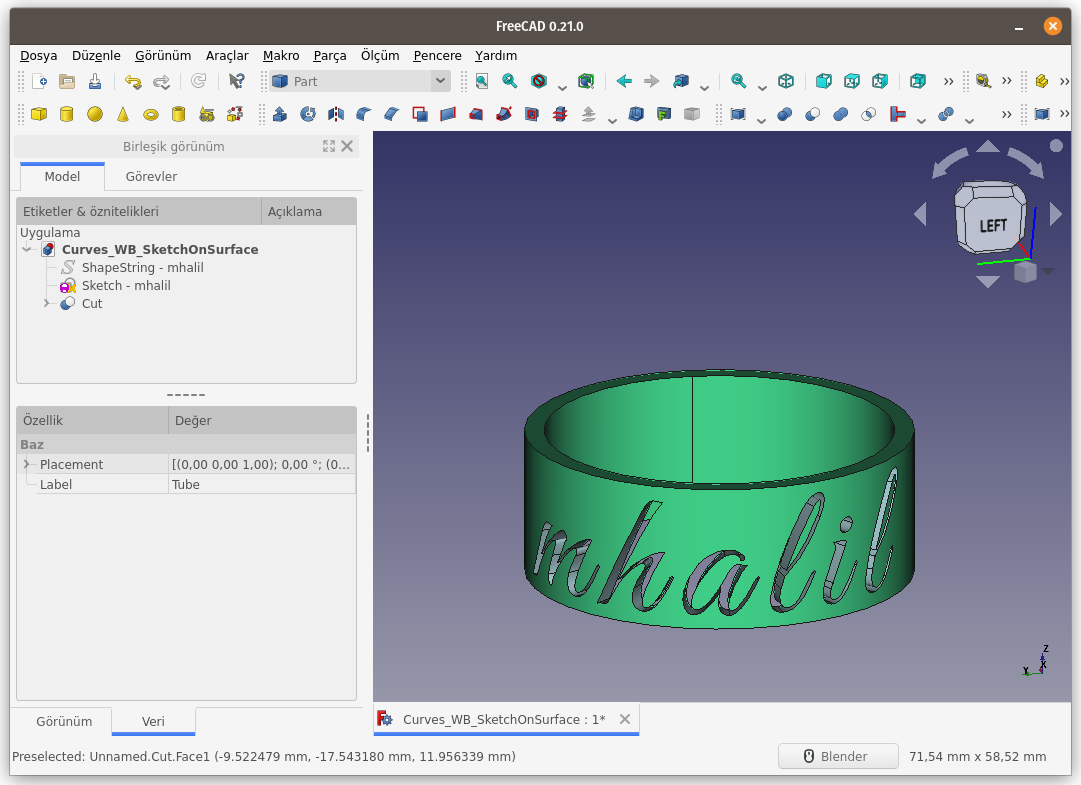 FreeCAD 0.21.0
Dosya Düzenle Görünüm Araçlar Makro Parça Ölçüm Pencere Yardım
Part
Birleşik görünüm
Model Görevler
Etiketler & öznitelikleri Açıklama
Uygulama
Curves_WB_SketchOnSurface
ShapeString - mhalil
Sketch - mhalil
Cut
Özellik Değer
Baz
Placement [(0,00 0,00 1,00); 0,00 °; (0...
Label Tube
Görünüm Veri
LEFT
mhalil
Z
Y X
Curves_WB_SketchOnSurface : 1*
Preselected: Unnamed.Cut.Face1 (-9.522479 mm, -17.543180 mm, 11.956339 mm)
Blender
71,54 mm x 58,52 mm